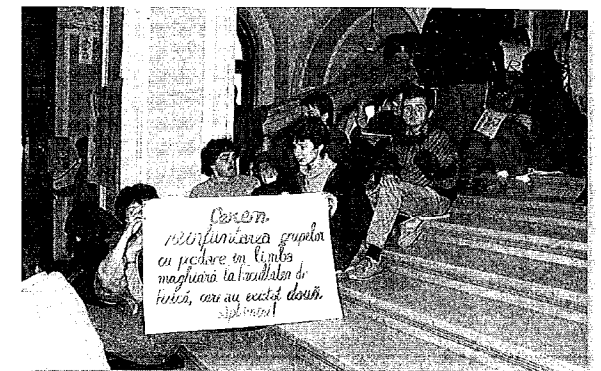 Cerem
reînființarea grupelor
cu predare în limba
maghiară la Facultatea de
fizică, care au existat două
săptămâni!